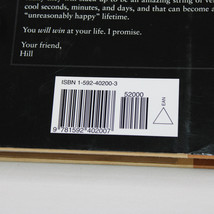 cool seconds, minutes, and days, and that can become a
"unreasonably happy" lifetime.
You will win at your life. I promise.
Your friend,
Hill
ISBN 1-592-40200-3
52000
9 781592 402007
EAN